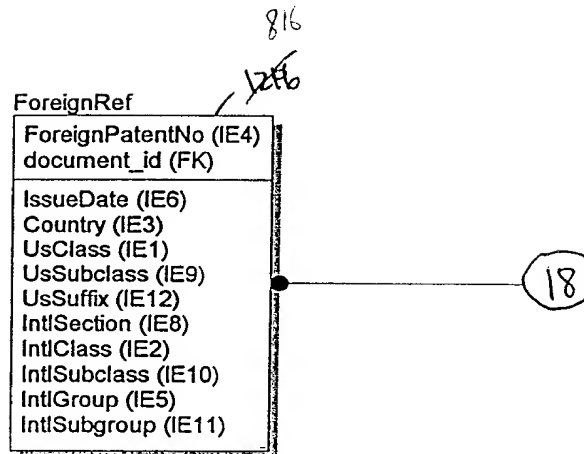 816
ForeignRef
ForeignPatentNo (IE4)
document_id (FK)
IssueDate (IE6)
Country (IE3)
UsClass (IE1)
UsSubclass (IE9)
UsSuffix (IE12)
IntlSection (IE8)
IntlClass (IE2)
IntlSubclass (IE10)
IntlGroup (IE5)
IntlSubgroup (IE11)
18